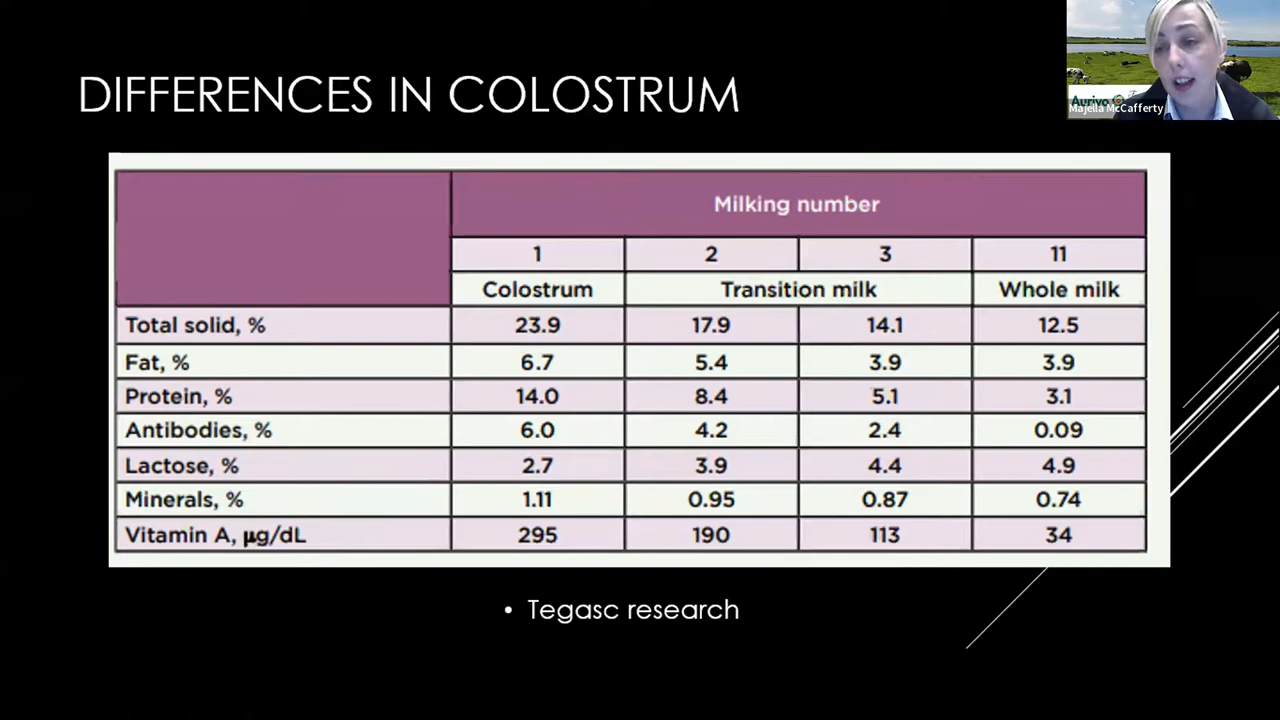 DIFFERENCES IN COLOSTRUM
Aurivo
Majella McCafferty
Milking number
1 2 3 11
Colostrum Transition milk Whole milk
Total solid, % 23.9 17.9 14.1 12.5
Fat, % 6.7 5.4 3.9 3.9
Protein, % 14.0 8.4 5.1 3.1
Antibodies, % 6.0 4.2 2.4 0.09
Lactose, % 2.7 3.9 4.4 4.9
Minerals, % 1.11 0.95 0.87 0.74
Vitamin A, µg/dL 295 190 113 34
• Tegasc research